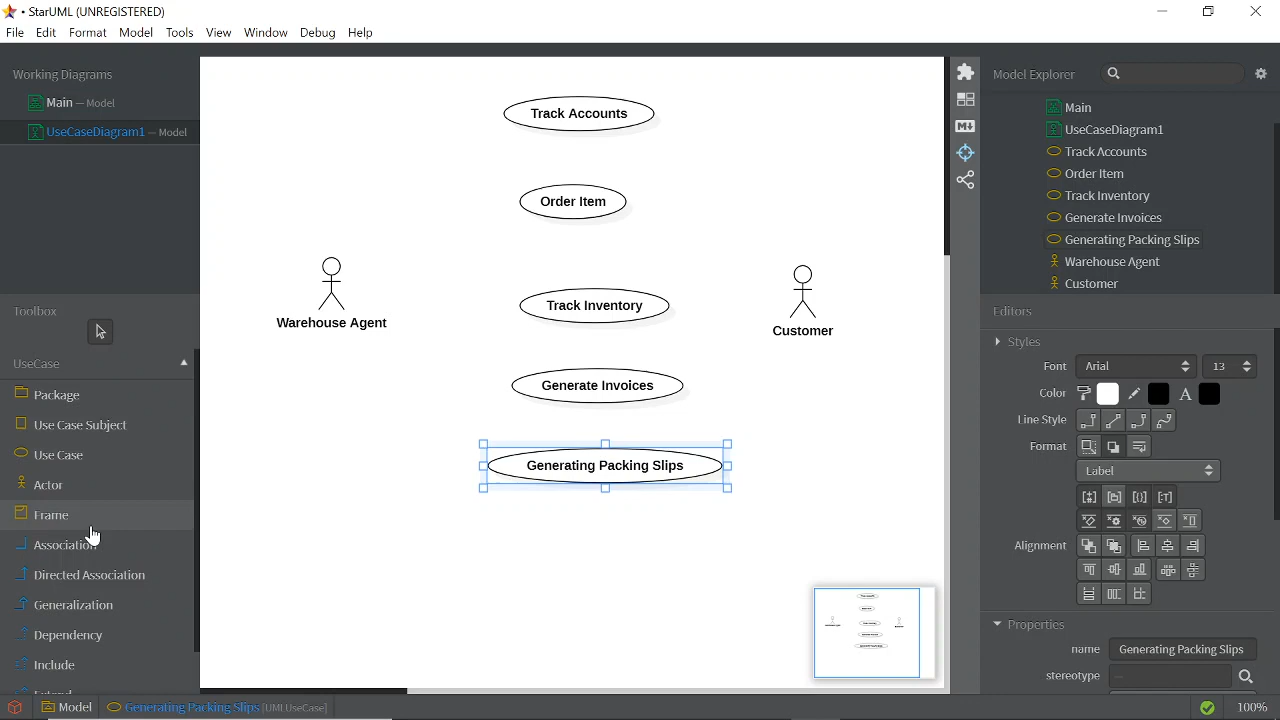 • StarUML (UNREGISTERED)
File Edit Format Model Tools View Window Debug Help
Working Diagrams
Main — Model
UseCaseDiagram1 — Model
Toolbox
UseCase
Package
Use Case Subject
Use Case
Actor
Frame
Association
Directed Association
Generalization
Dependency
Include
Extend
Track Accounts
Order Item
Warehouse Agent
Track Inventory
Customer
Generate Invoices
Generating Packing Slips
M
Model Explorer
Main
UseCaseDiagram1
Track Accounts
Order Item
Track Inventory
Generate Invoices
Generating Packing Slips
Warehouse Agent
Customer
Editors
Styles
Font Arial 13
Color A
Line Style
Format
Label
Alignment
Properties
name Generating Packing Slips
stereotype —
Model Generating Packing Slips [UMLUseCase] 100%